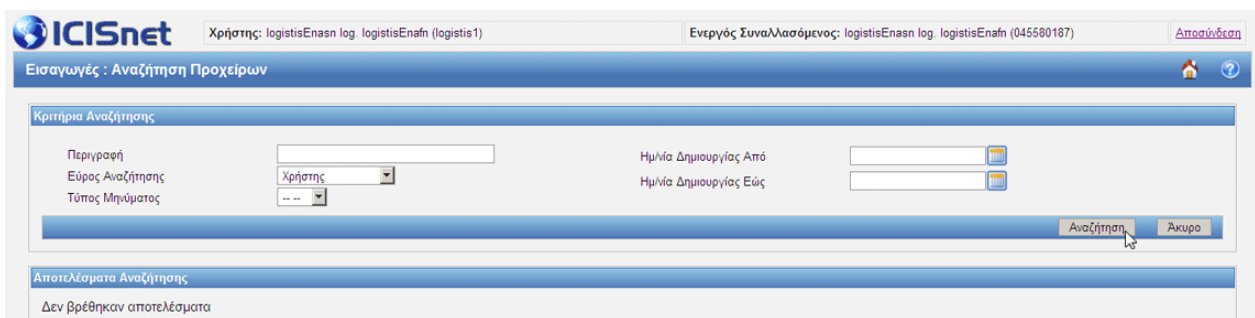 ICISnet
Χρήστης: logistisEnasn log. logistisEnafn (logistis1)
Ενεργός Συναλλασόμενος: logistisEnasn log. logistisEnafn (045580187)
Αποσύνδεση
Εισαγωγές : Αναζήτηση Προχείρων
Κριτήρια Αναζήτησης
Περιγραφή
Ημ/νία Δημιουργίας Από
Εύρος Αναζήτησης Χρήστης
Ημ/νία Δημιουργίας Εώς
Τύπος Μηνύματος -- --
Αναζήτηση Άκυρο
Αποτελέσματα Αναζήτησης
Δεν βρέθηκαν αποτελέσματα